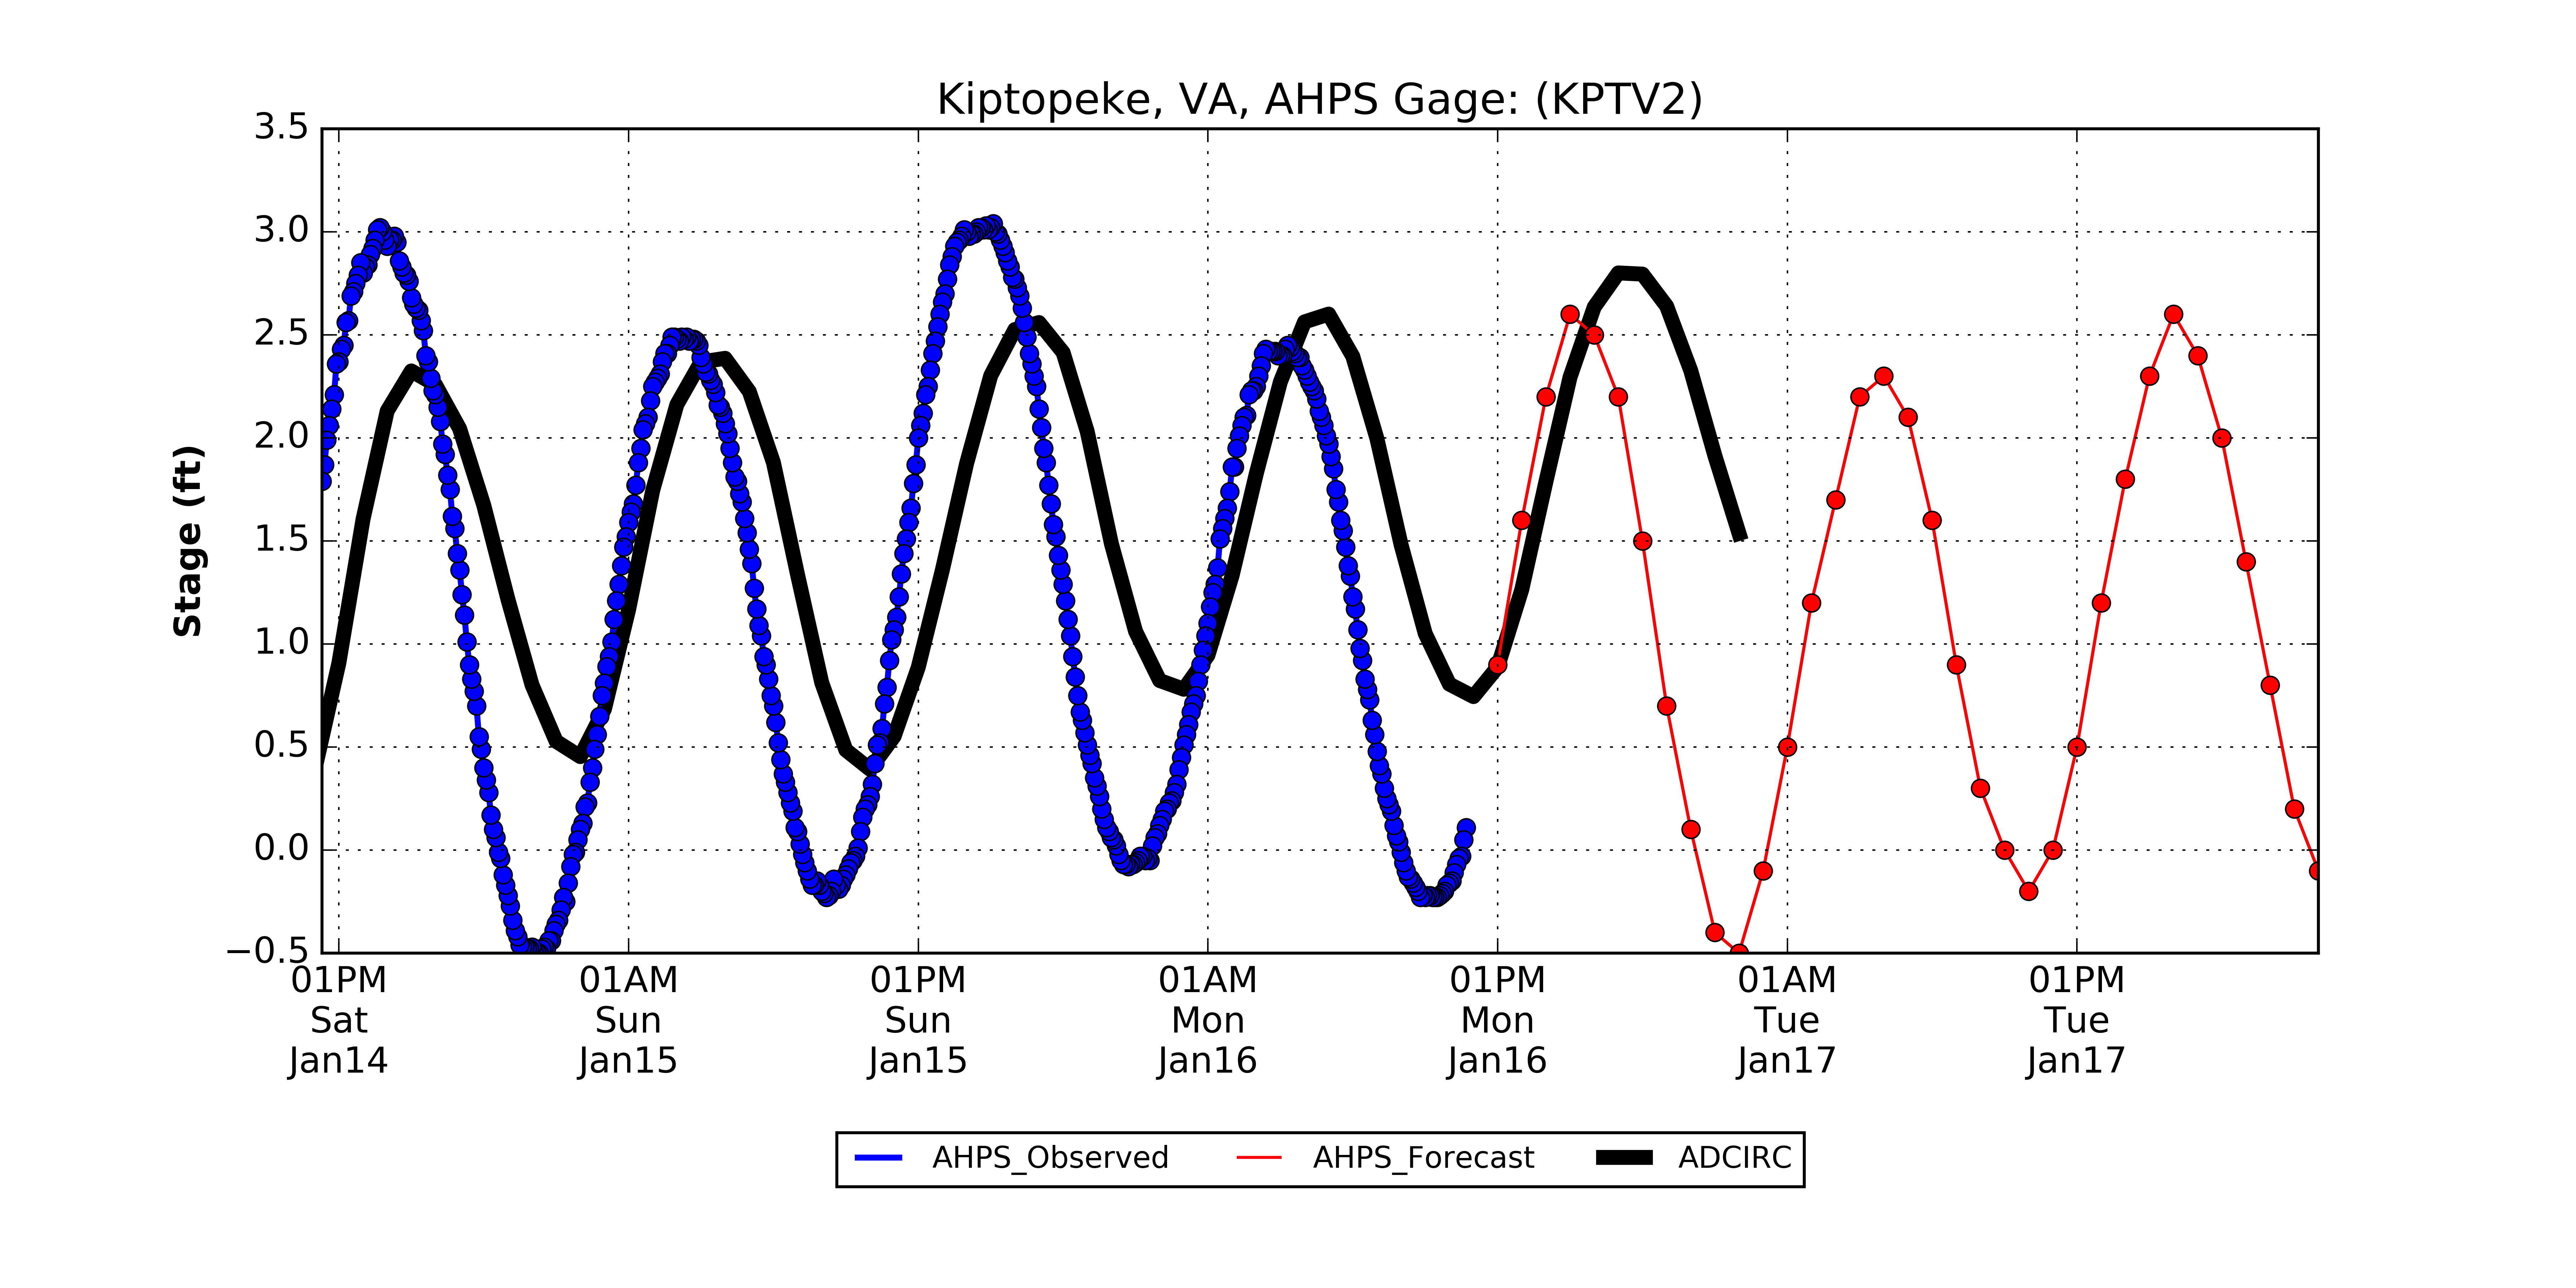 Kiptopeke, VA, AHPS Gage: (KPTV2)
Stage (ft)
3.5
3.0
2.5
2.0
1.5
1.0
0.5
0.0
−0.5
01PM
Sat
Jan14
01AM
Sun
Jan15
01PM
Sun
Jan15
01AM
Mon
Jan16
01PM
Mon
Jan16
01AM
Tue
Jan17
01PM
Tue
Jan17
AHPS_Observed
AHPS_Forecast
ADCIRC